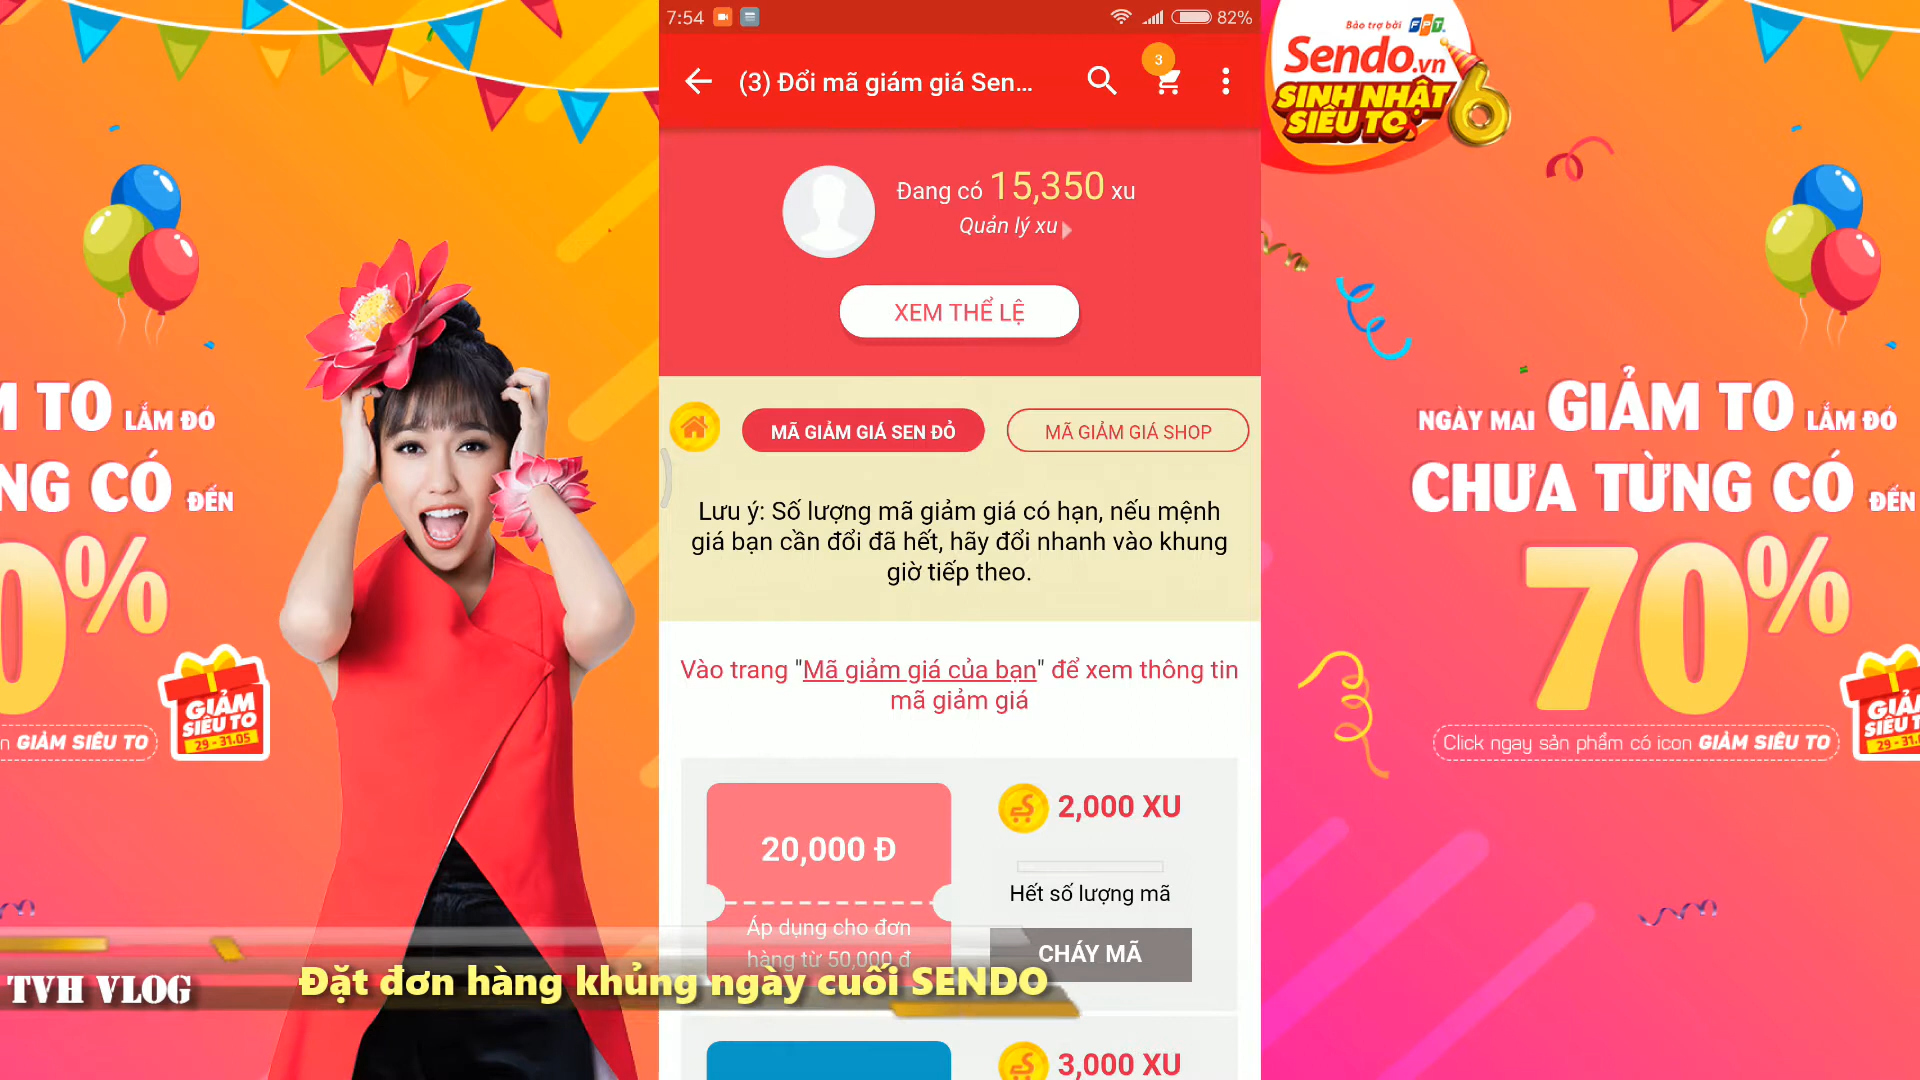 7:54
82%
(3) Đổi mã giảm giá Sen...
3
Đang có 15,350 xu
Quản lý xu
XEM THỂ LỆ
MÃ GIẢM GIÁ SEN ĐỎ
MÃ GIẢM GIÁ SHOP
Lưu ý: Số lượng mã giảm giá có hạn, nếu mệnh
giá bạn cần đổi đã hết, hãy đổi nhanh vào khung
giờ tiếp theo.
Vào trang "Mã giảm giá của bạn" để xem thông tin
mã giảm giá
20,000 Đ
Áp dụng cho đơn
hàng từ 50,000 đ
2,000 XU
Hết số lượng mã
CHÁY MÃ
3,000 XU
TO LẮM ĐÓ
NG CÓ ĐẾN
0%
GIẢM
SIÊU TO
29 - 31.05
n GIẢM SIÊU TO
Bảo trợ bởi FPT
Sendo.vn
SINH NHẬT
SIÊU TO
6
NGÀY MAI GIẢM TO LẮM ĐÓ
CHƯA TỪNG CÓ ĐẾN
70%
Click ngay sản phẩm có icon GIẢM SIÊU TO
GIẢM
SIÊU T
29 - 31.
TVH VLOG
Đặt đơn hàng khủng ngày cuối SENDO